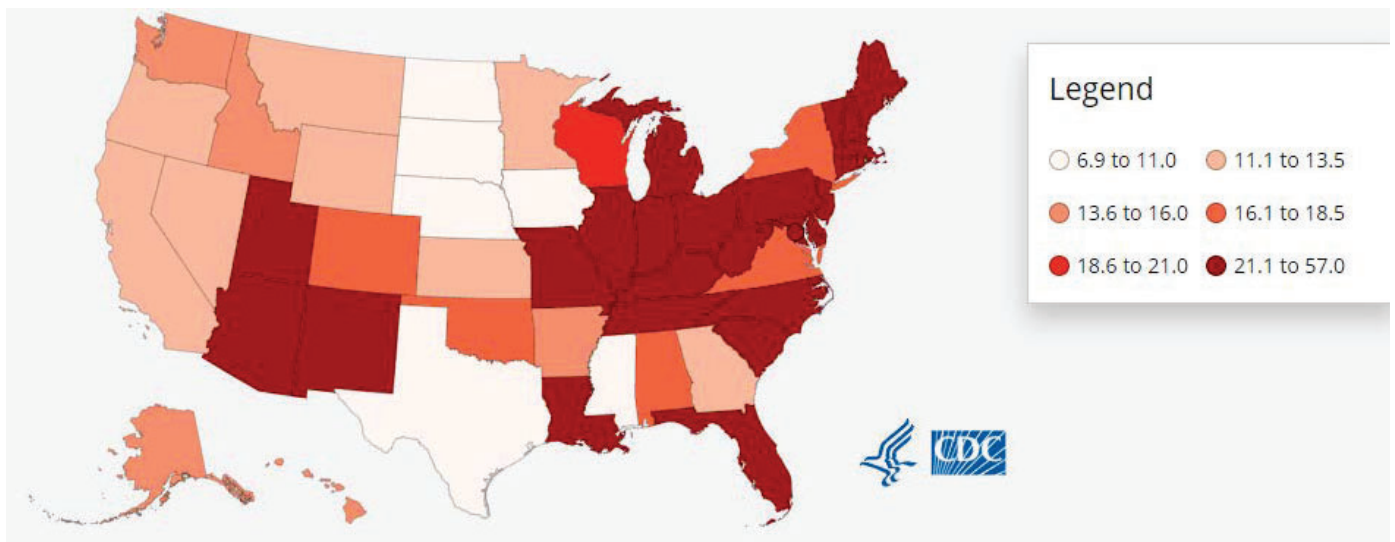 Legend
6.9 to 11.0 11.1 to 13.5
13.6 to 16.0 16.1 to 18.5
18.6 to 21.0 21.1 to 57.0
CDC